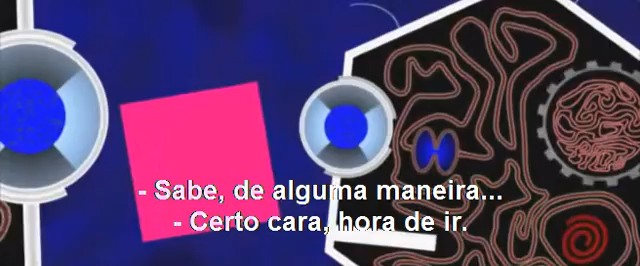 - Sabe, de alguma maneira...
- Certo cara, hora de ir.